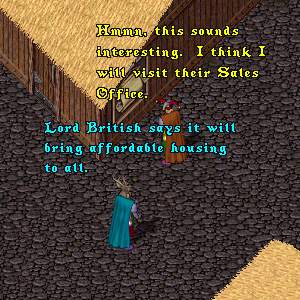 Hmmn, this sounds
interesting. I think I
will visit their Sales
Office.
Lord British says it will
bring affordable housing
to all.